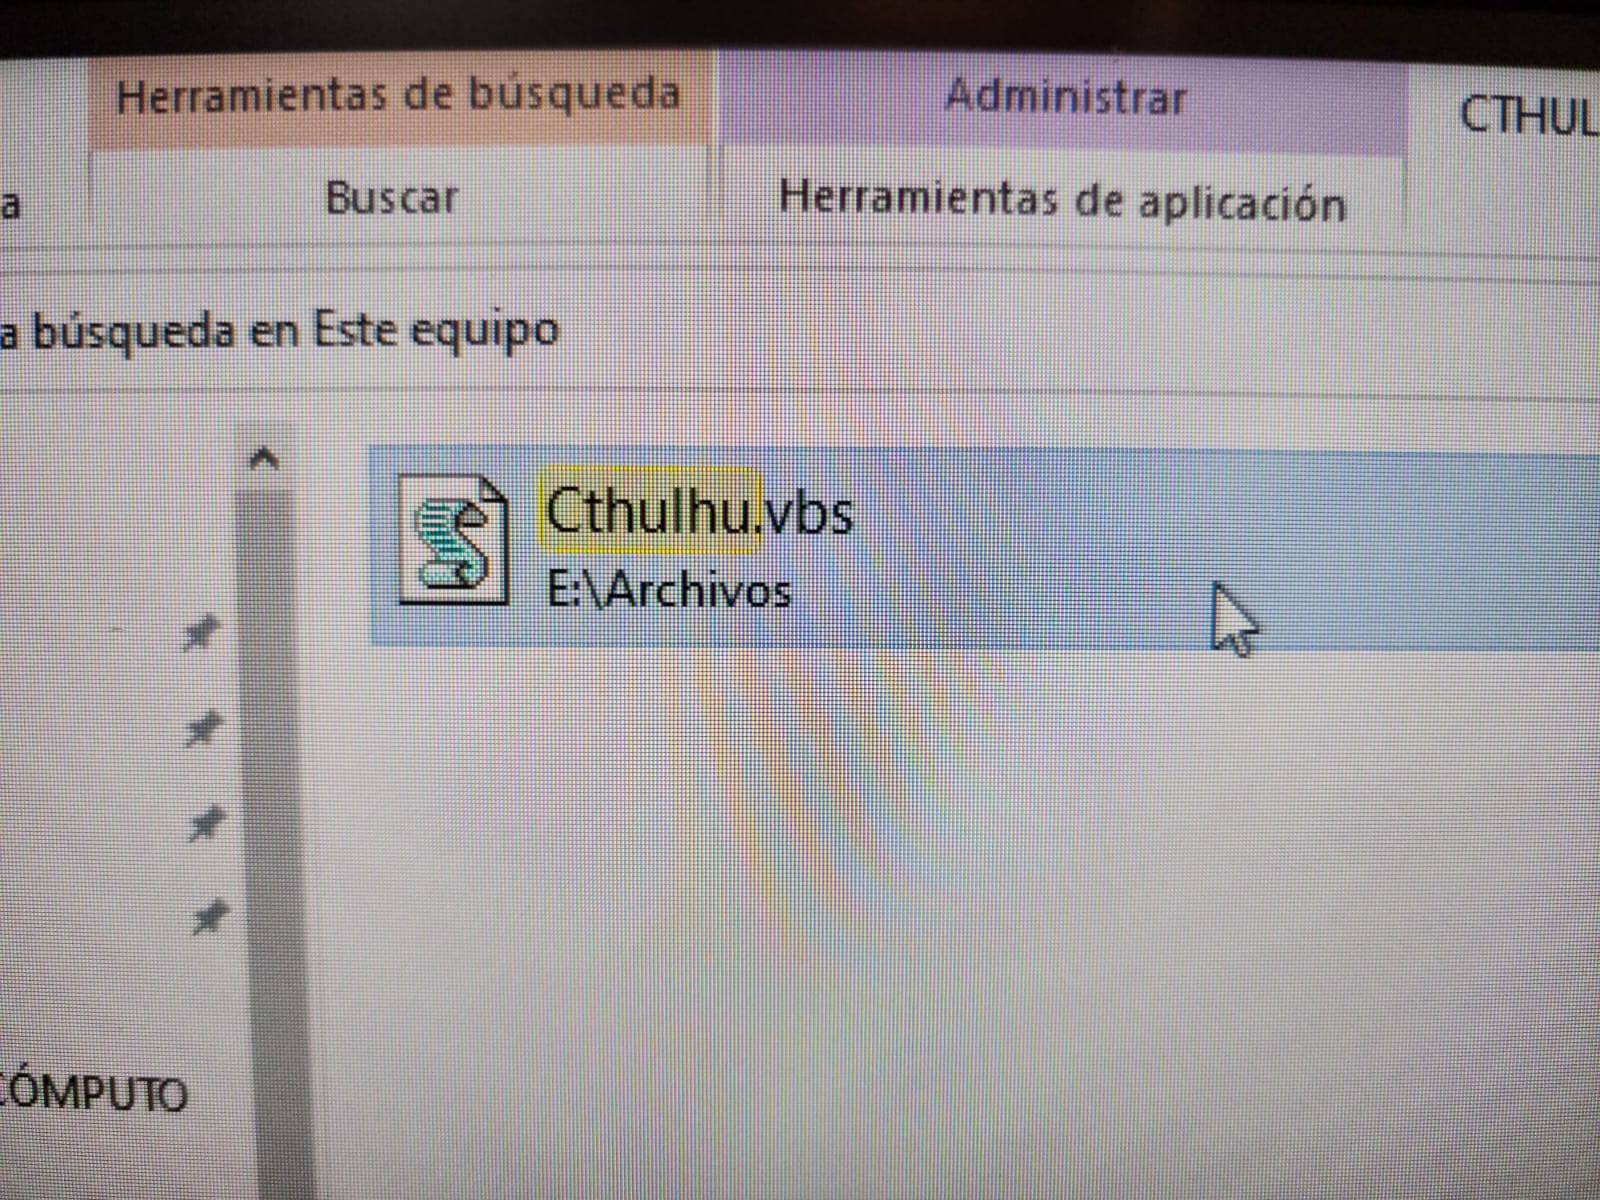 Herramientas de búsqueda
Administrar
CTHUL
a
Buscar
Herramientas de aplicación
a búsqueda en Este equipo
Cthulhu.vbs
E:\Archivos
CÓMPUTO